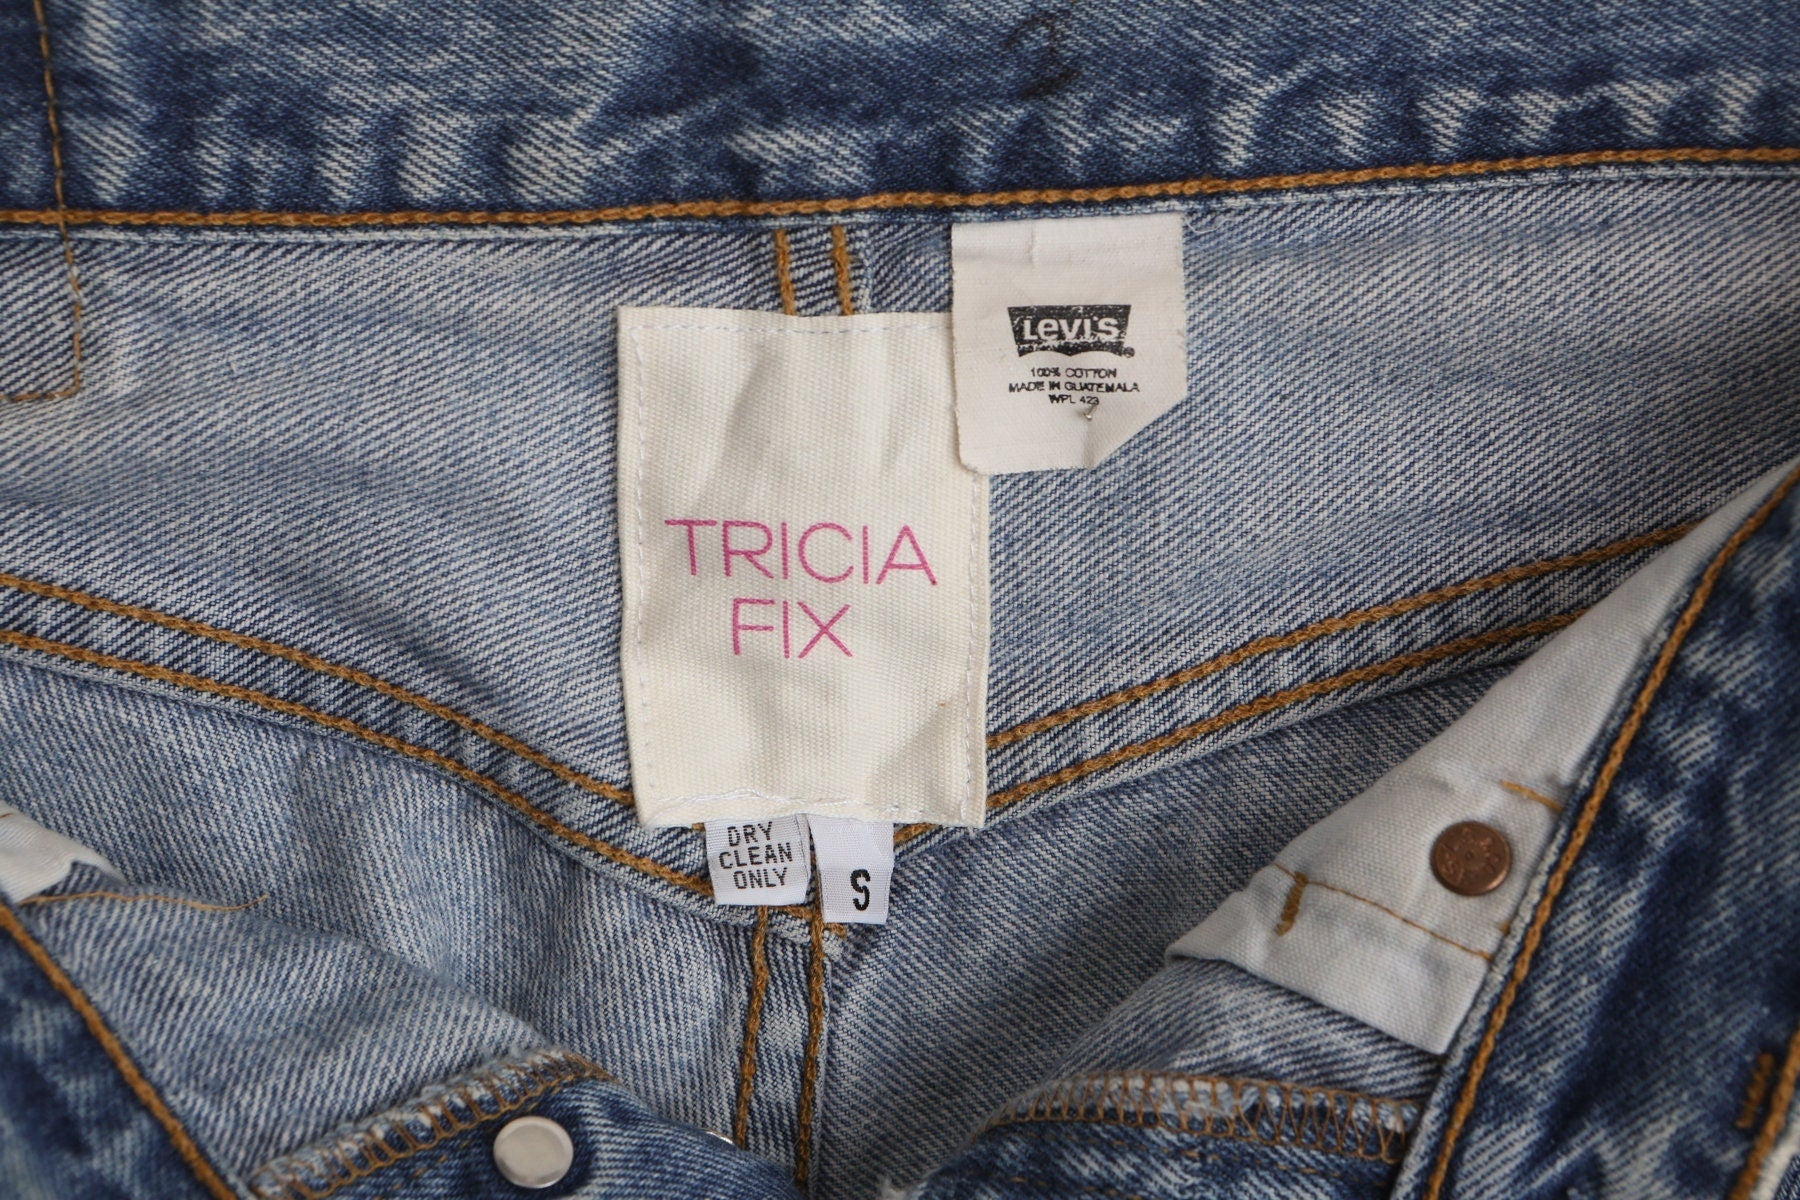 LEVI'S
100% COTTON
MADE IN GUATEMALA
WPL 423
TRICIA
FIX
DRY
CLEAN
ONLY
S